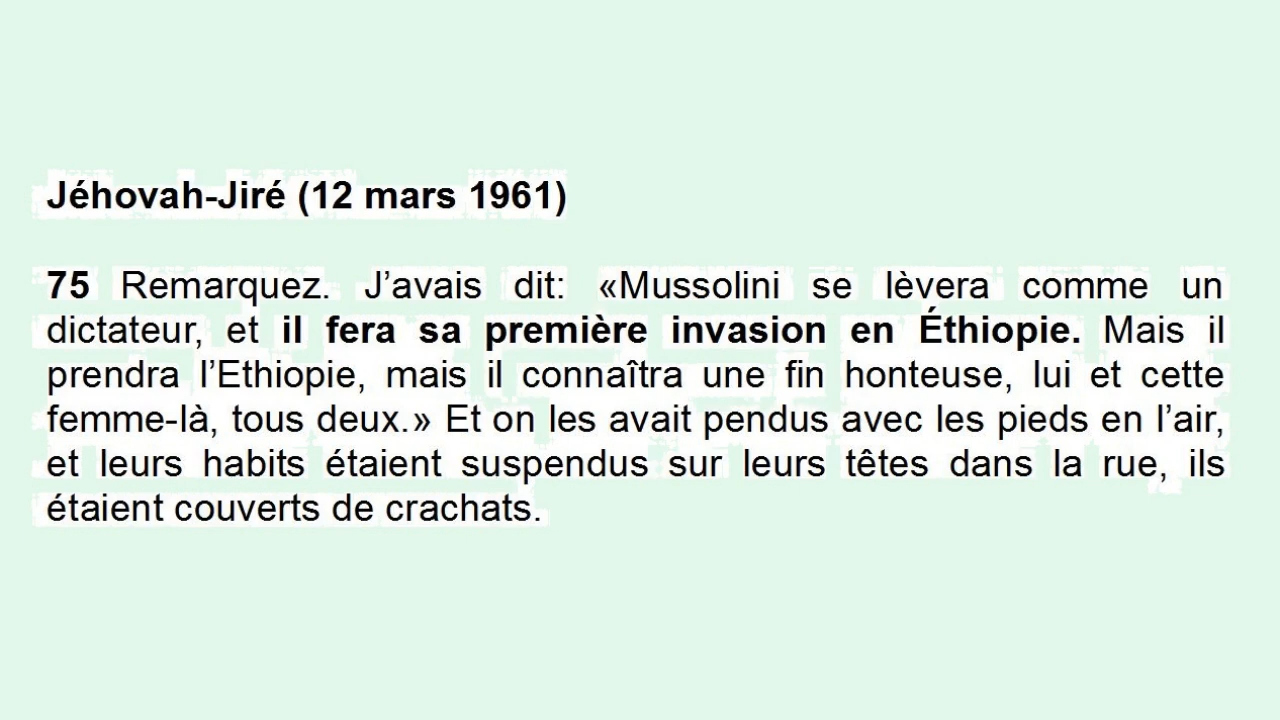 Jéhovah-Jiré (12 mars 1961)
75 Remarquez. J’avais dit: «Mussolini se lèvera comme un
dictateur, et il fera sa première invasion en Éthiopie. Mais il
prendra l’Ethiopie, mais il connaîtra une fin honteuse, lui et cette
femme-là, tous deux.» Et on les avait pendus avec les pieds en l’air,
et leurs habits étaient suspendus sur leurs têtes dans la rue, ils
étaient couverts de crachats.